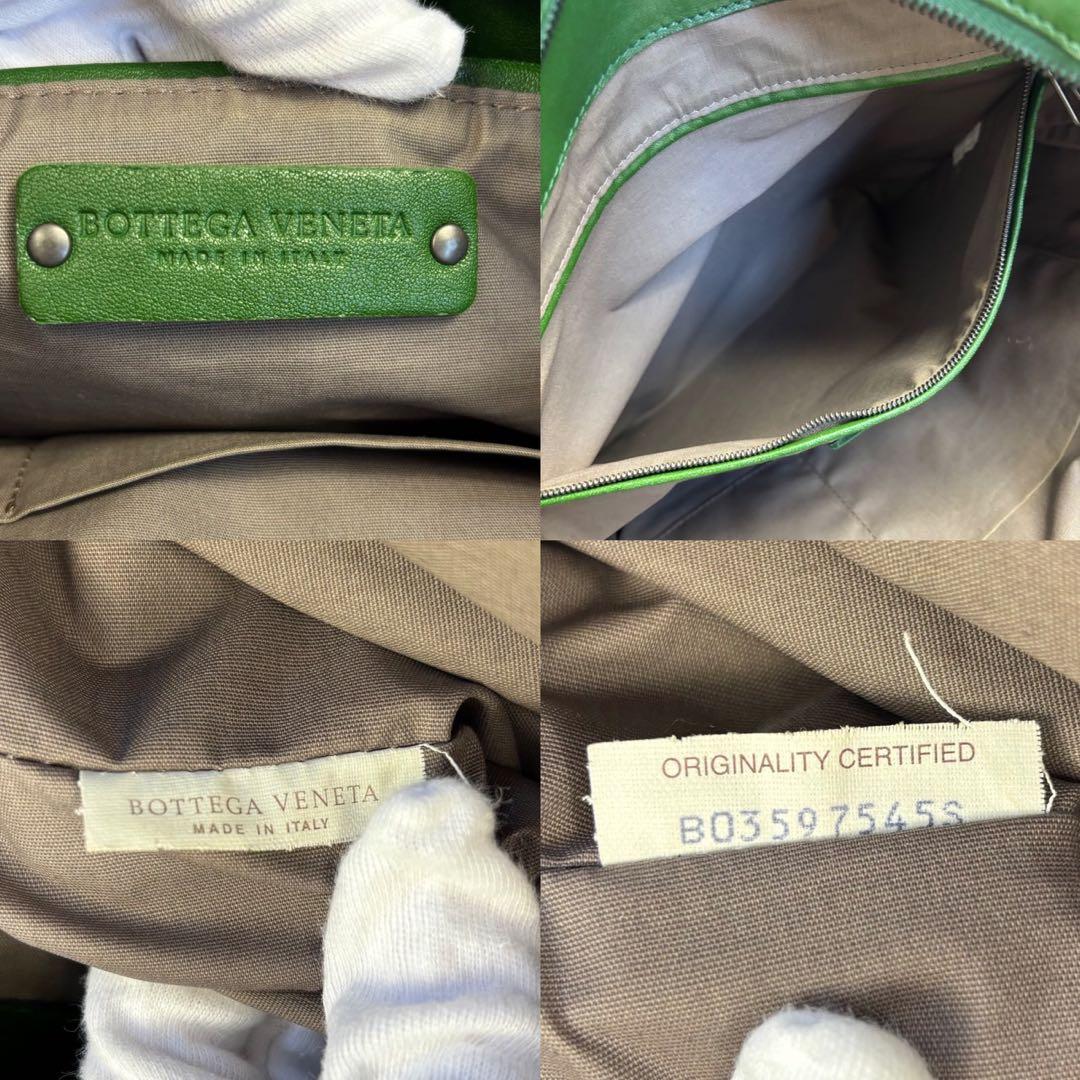 BOTTEGA VENETA
MADE IN ITALY
BOTTEGA VENETA
MADE IN ITALY
ORIGINALITY CERTIFIED
B03597545S